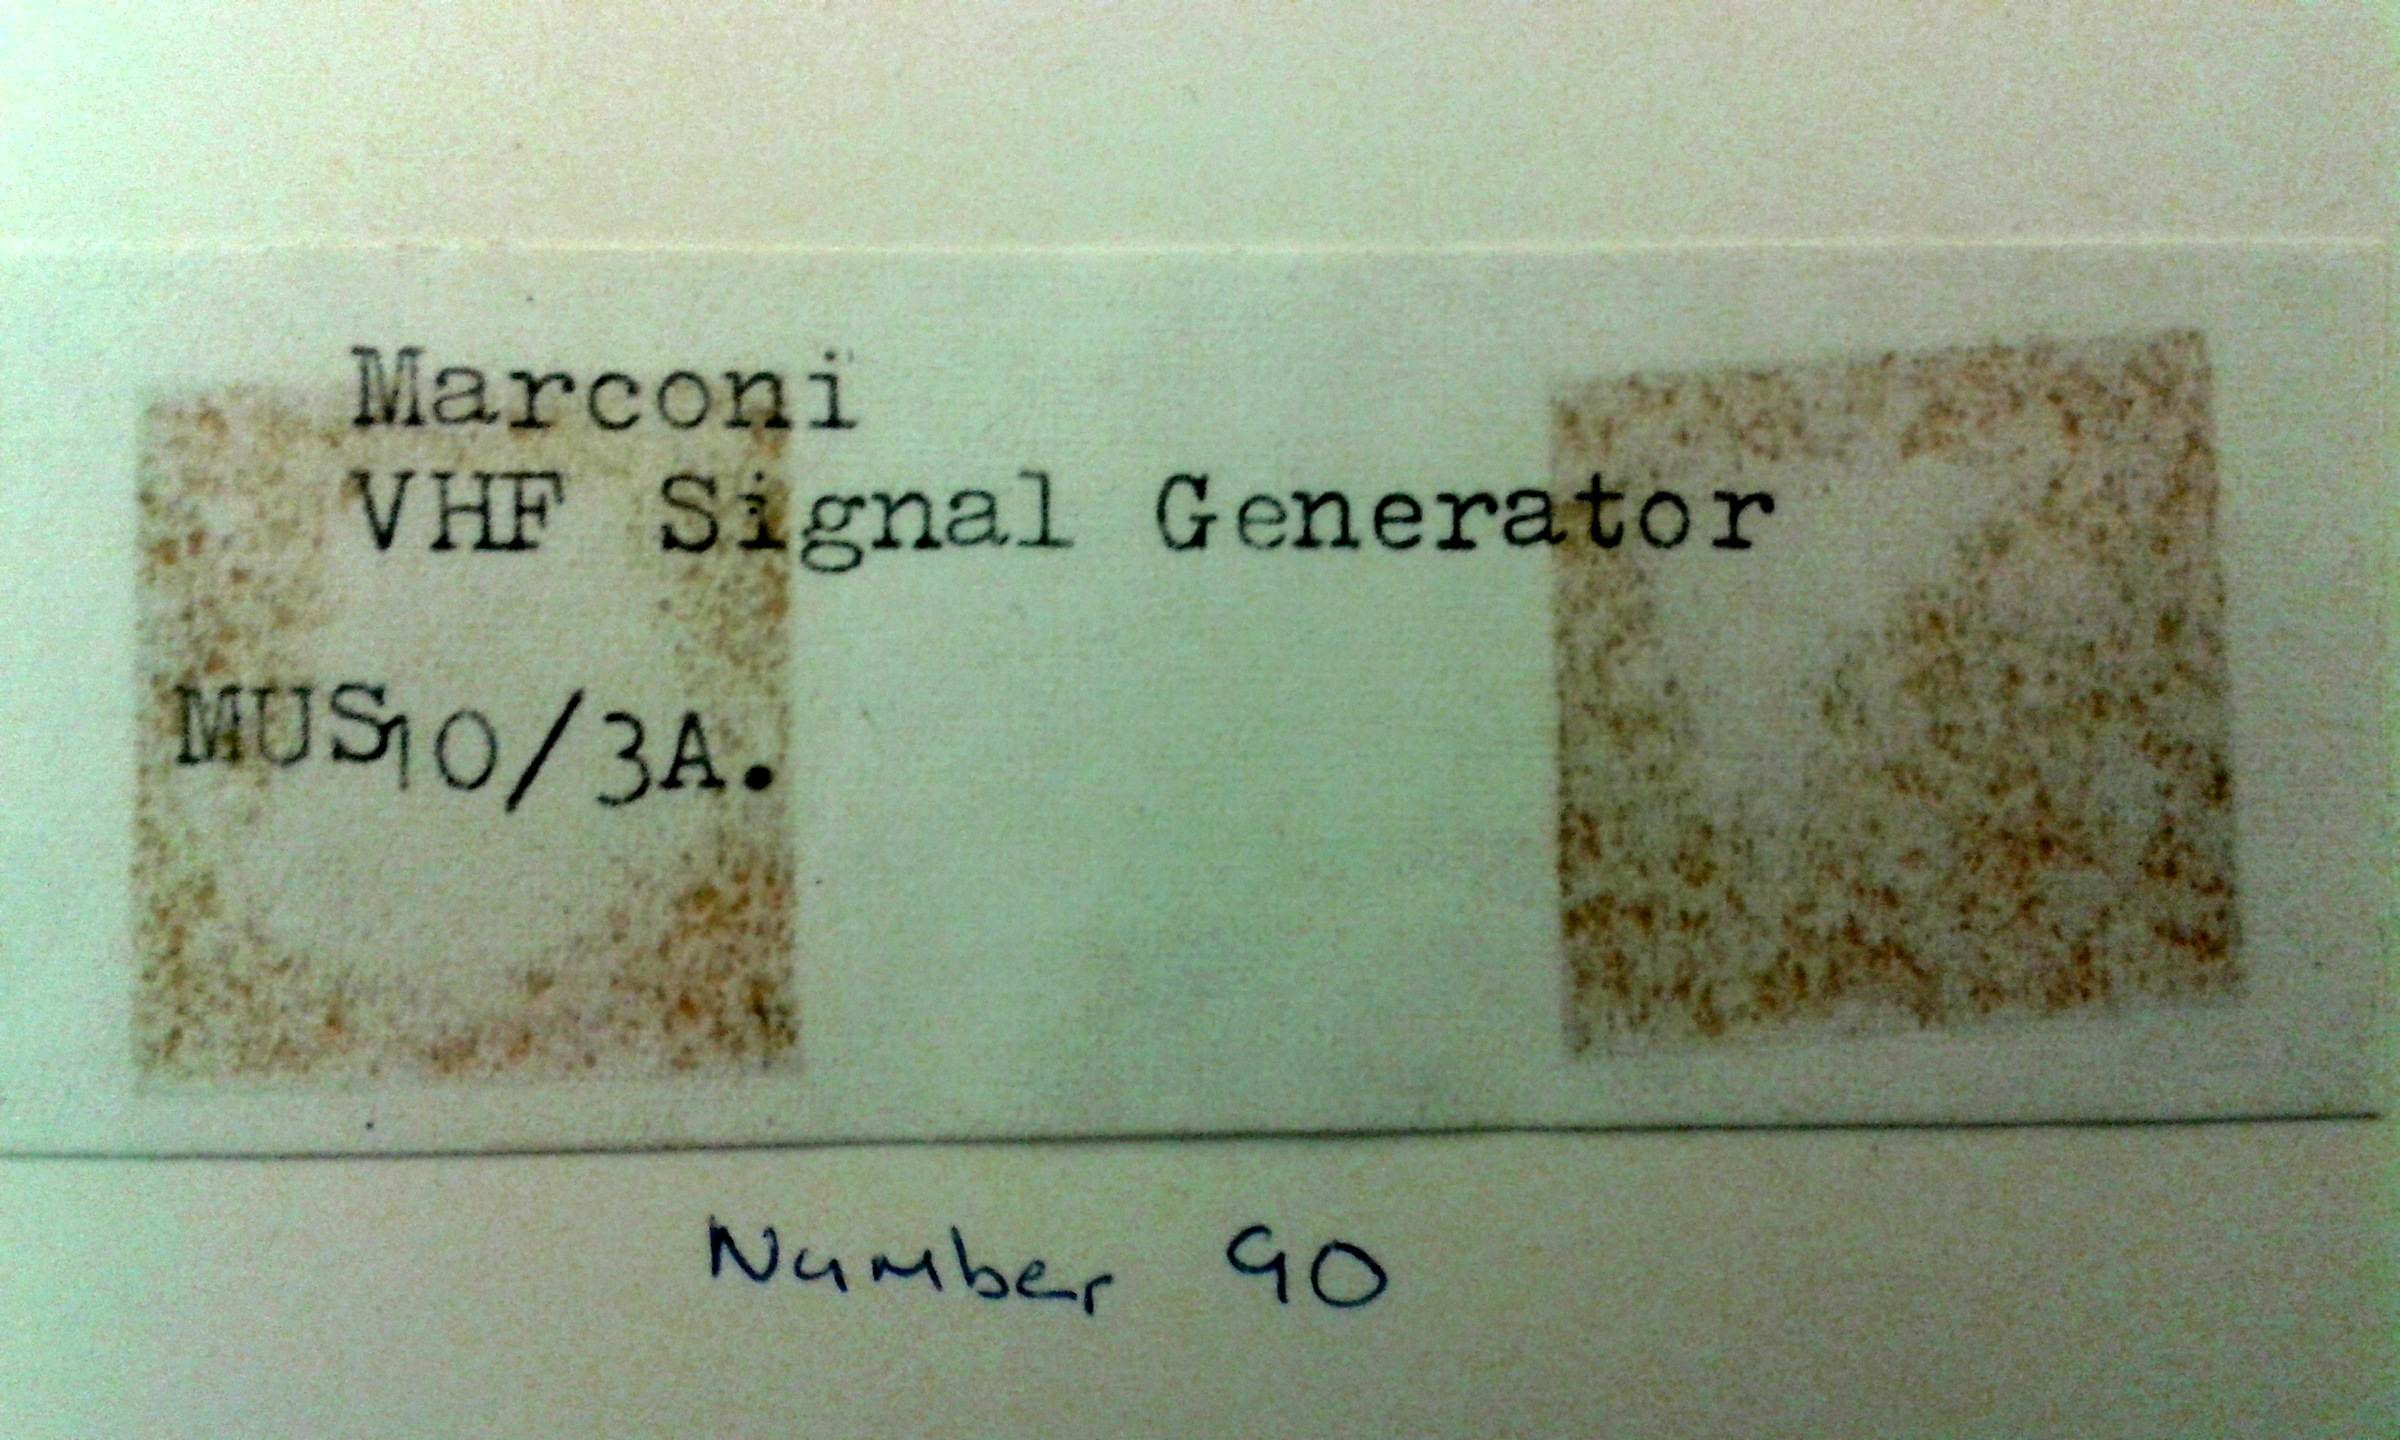 Marconi
VHF Signal Generator
MUS10/3A.
Number 90